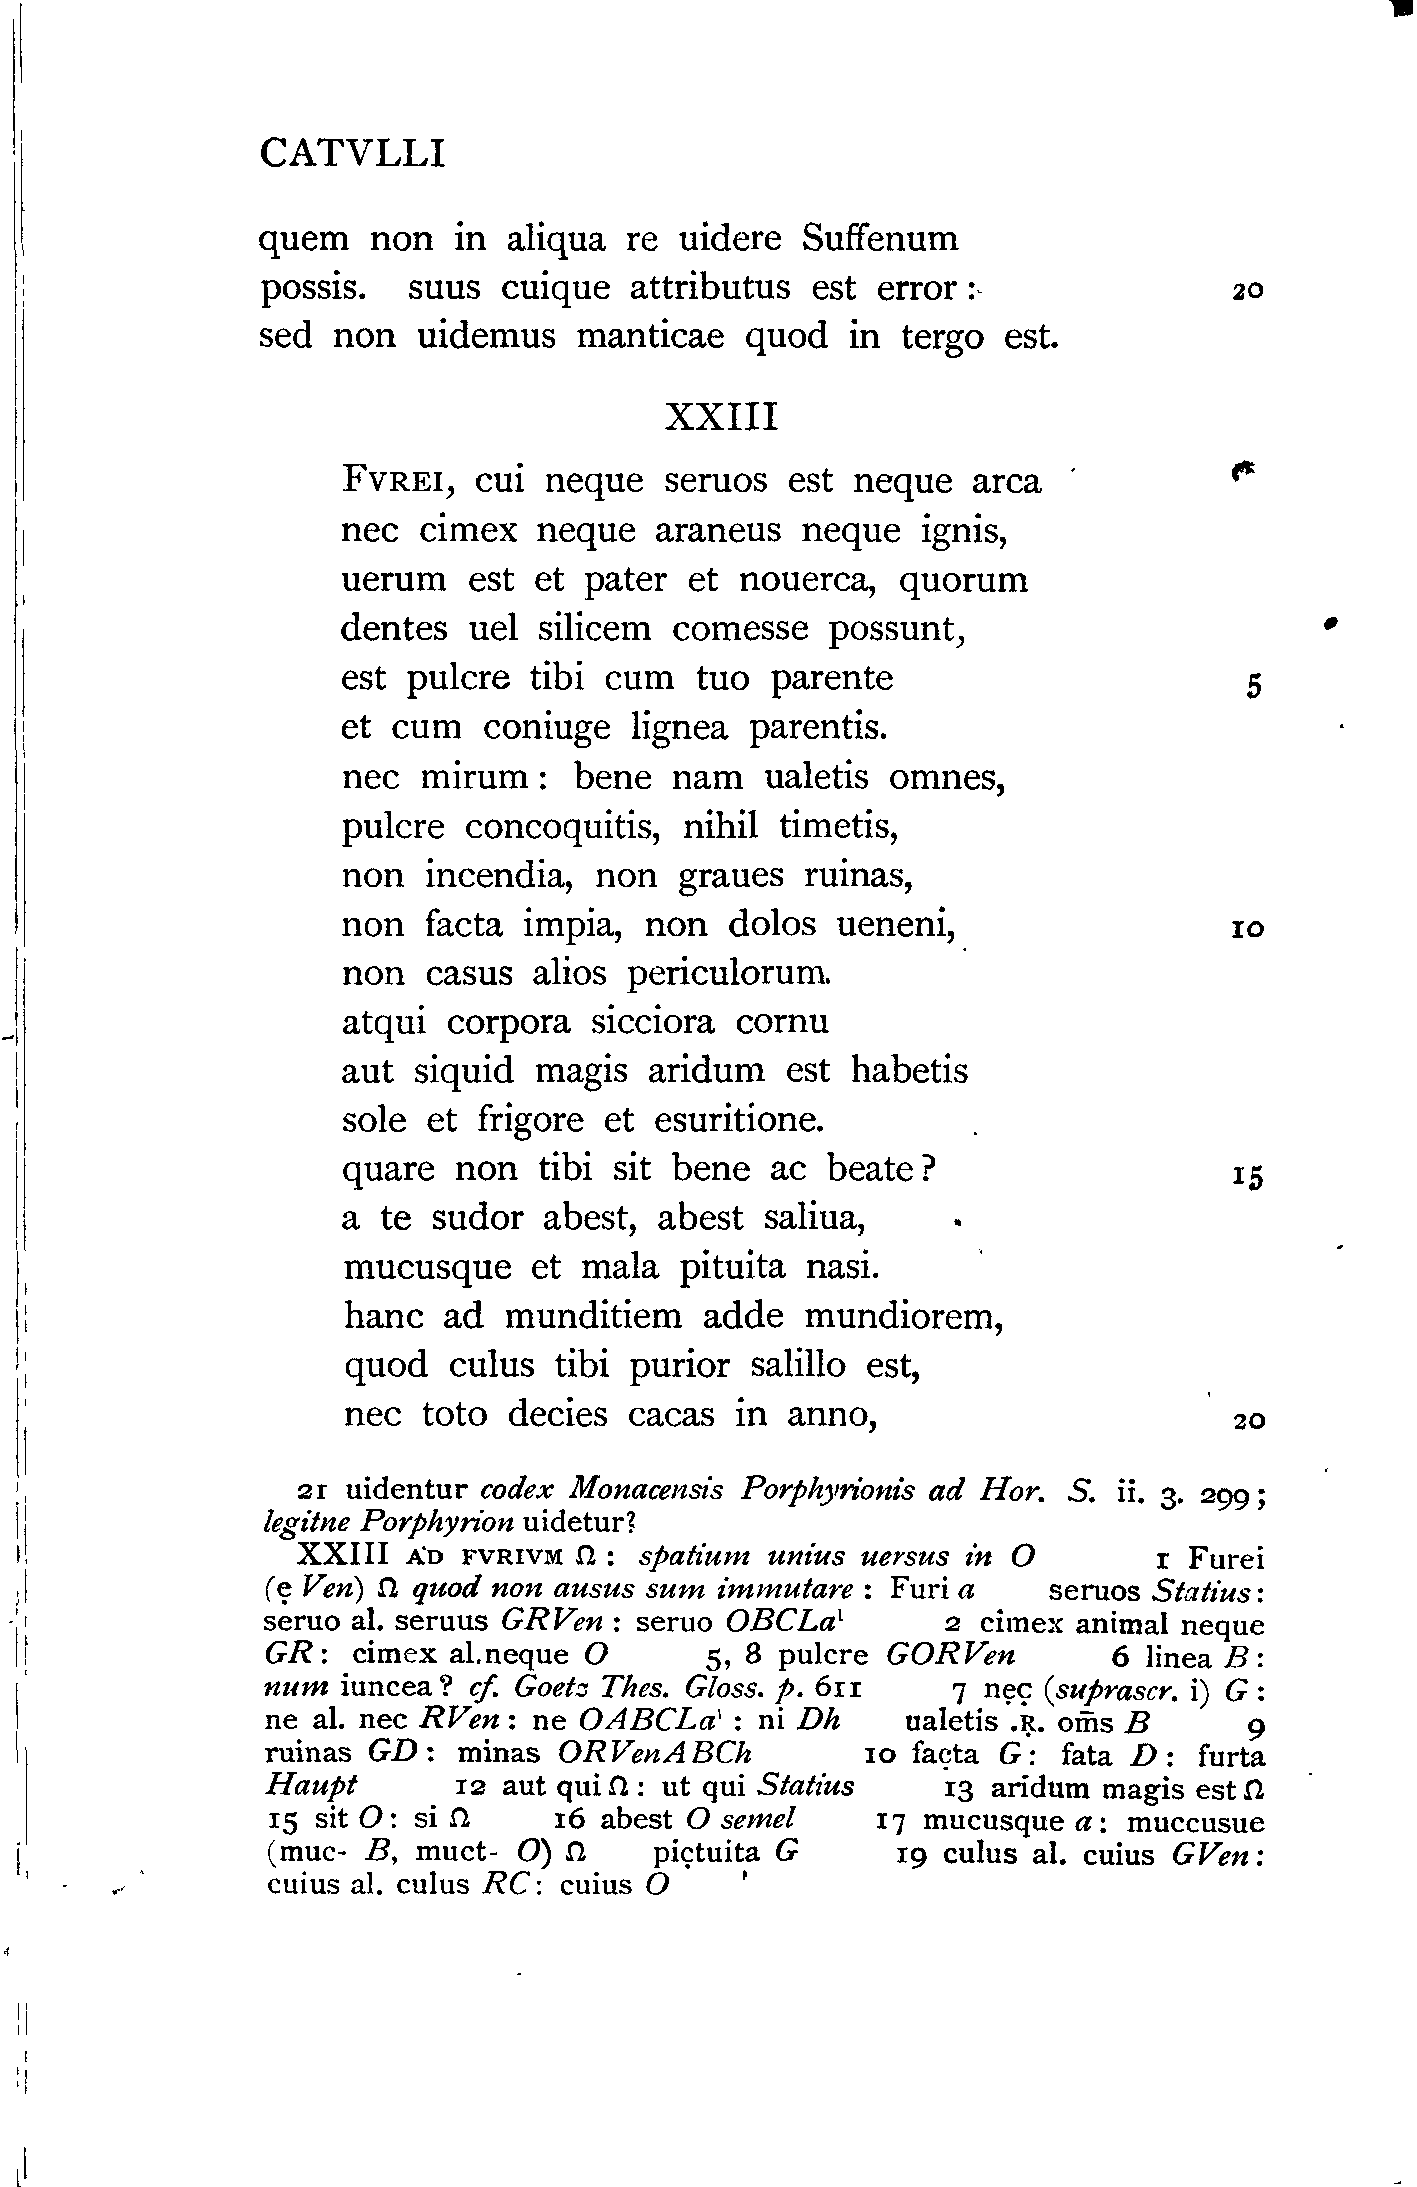 CATVLLI
quem non in aliqua re uidere Suffenum
possis. suus cuique attributus est error: 20
sed non uidemus manticae quod in tergo est.
XXIII
FVREI, cui neque seruos est neque arca
nec cimex neque araneus neque ignis,
uerum est et pater et nouerca, quorum
dentes uel silicem comesse possunt,
est pulcre tibi cum tuo parente 5
et cum coniuge lignea parentis.
nec mirum: bene nam ualetis omnes,
pulcre concoquitis, nihil timetis,
non incendia, non graues ruinas,
non facta impia, non dolos ueneni, 10
non casus alios periculorum.
atqui corpora sicciora cornu
aut siquid magis aridum est habetis
sole et frigore et esuritione.
quare non tibi sit bene ac beate? 15
a te sudor abest, abest saliua,
mucusque et mala pituita nasi.
hanc ad munditiem adde mundiorem,
quod culus tibi purior salillo est,
nec toto decies cacas in anno, 20
21 uidentur codex Monacensis Porphyrionis ad Hor. S. ii. 3. 299;
legitne Porphyrion uidetur?
XXIII AD FVRIVM Ω: spatium unius uersus in O 1 Furei
(ẹ Ven) Ω quod non ausus sum immutare: Furi a seruos Statius:
seruo al. seruus GRVen: seruo OBCLa¹ 2 cimex animal neque
GR: cimex al.neque O 5, 8 pulcre GORVen 6 linea B:
num iuncea? cf. Goetz Thes. Gloss. p. 611 7 nẹc̣ (suprascr. i) G:
ne al. nec RVen: ne OABCLa¹: ni Dh ualetis .Ṛ. om̄s B 9
ruinas GD: minas ORVenABCh 10 fac̣ta G: fata D: furta
Haupt 12 aut qui Ω: ut qui Statius 13 aridum magis est Ω
15 sit O: si Ω 16 abest O semel 17 mucusque a: muccusue
(muc- B, muct- O) Ω pic̣tuita G 19 culus al. cuius GVen:
cuius al. culus RC: cuius O